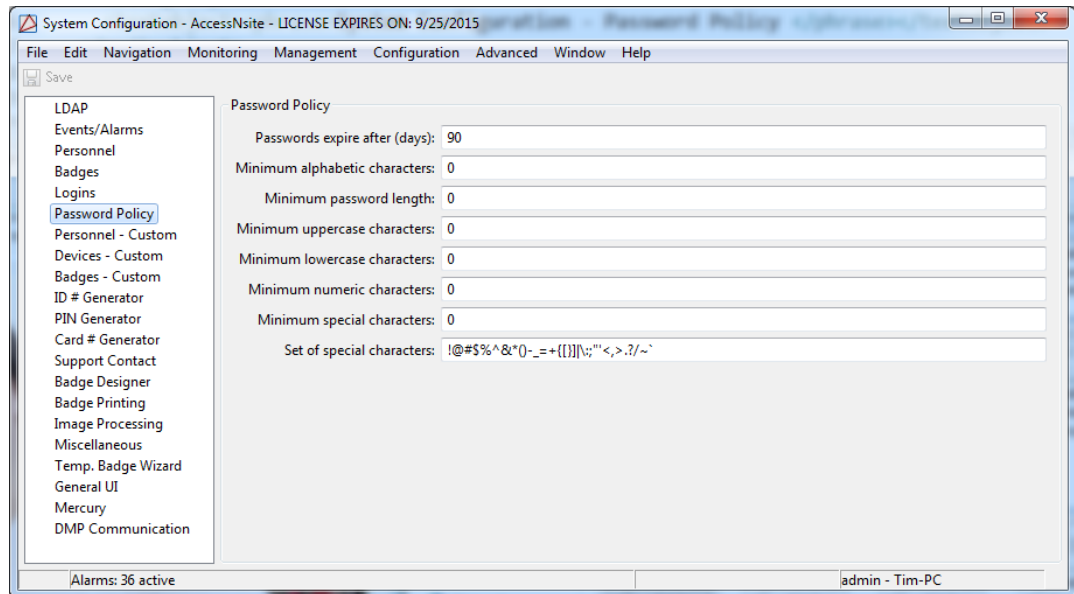 System Configuration - AccessNsite - LICENSE EXPIRES ON: 9/25/2015
File Edit Navigation Monitoring Management Configuration Advanced Window Help
Save
LDAP
Events/Alarms
Personnel
Badges
Logins
Password Policy
Personnel - Custom
Devices - Custom
Badges - Custom
ID # Generator
PIN Generator
Card # Generator
Support Contact
Badge Designer
Badge Printing
Image Processing
Miscellaneous
Temp. Badge Wizard
General UI
Mercury
DMP Communication
Password Policy
Passwords expire after (days): 90
Minimum alphabetic characters: 0
Minimum password length: 0
Minimum uppercase characters: 0
Minimum lowercase characters: 0
Minimum numeric characters: 0
Minimum special characters: 0
Set of special characters: !@#$%^&*()-_=+{[}]|\:;"'<,>.?/~`
Alarms: 36 active
admin - Tim-PC